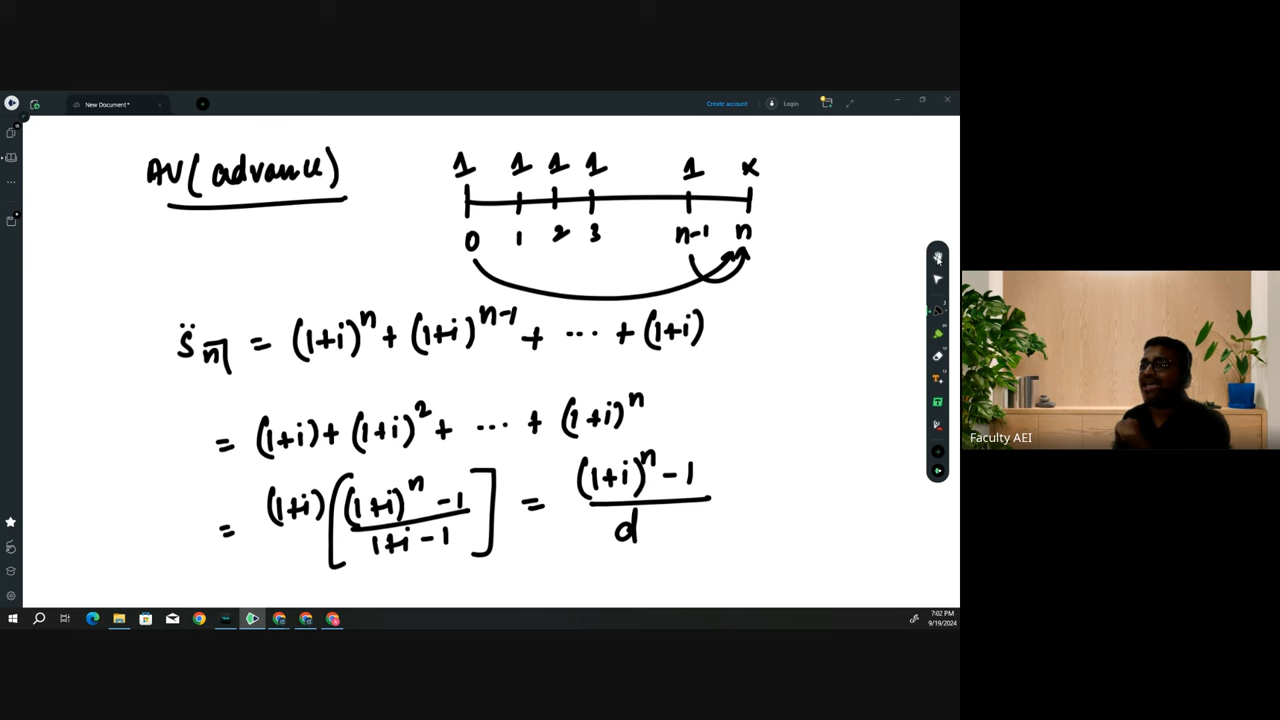 New Document*
Create account
Login
AV(advance)
1 1 1 1 1 x
0 1 2 3 n-1 n
s̈n̅| = (1+i)^n + (1+i)^n-1 + ... + (1+i)
= (1+i) + (1+i)^2 + ... + (1+i)^n
= (1+i) [ (1+i)^n - 1 / 1+i-1 ] = (1+i)^n - 1 / d
Faculty AEI
7:02 PM
9/19/2024